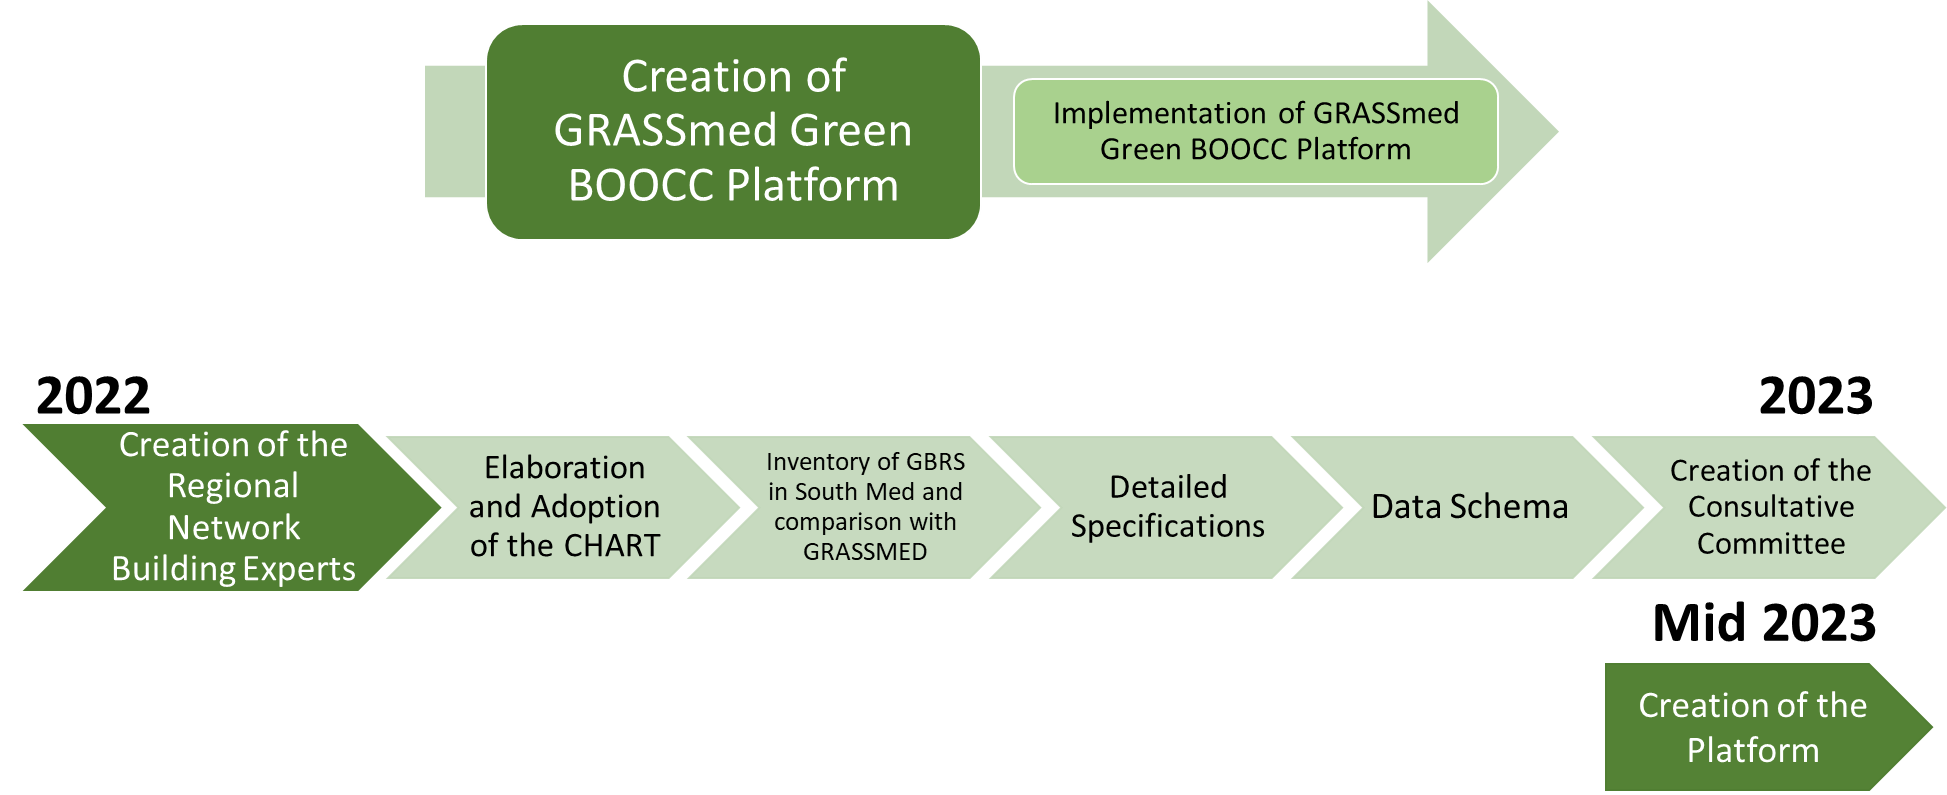 Creation of
GRASSmed Green
BOOCC Platform
Implementation of GRASSmed
Green BOOCC Platform
2022
Creation of the
Regional
Network
Building Experts
Elaboration
and Adoption
of the CHART
Inventory of GBRS
in South Med and
comparison with
GRASSMED
Detailed
Specifications
Data Schema
2023
Creation of the
Consultative
Committee
Mid 2023
Creation of the
Platform